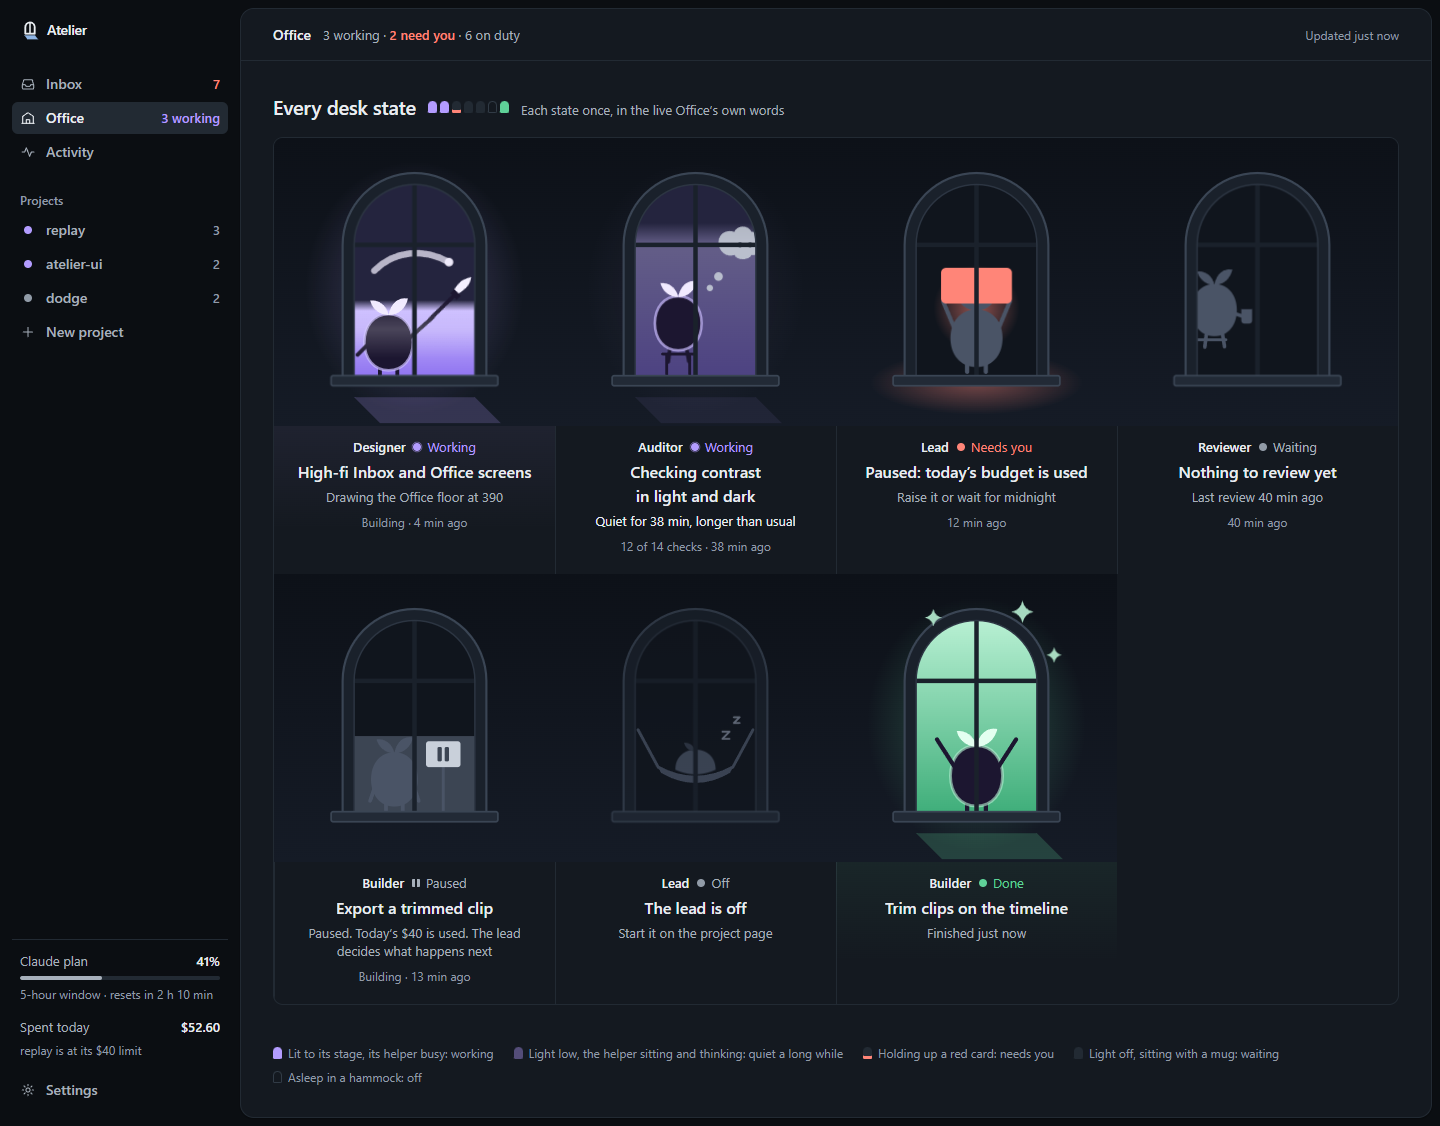 Atelier
Inbox 7
Office 3 working
Activity
Projects
replay 3
atelier-ui 2
dodge 2
New project
Claude plan 41%
5-hour window · resets in 2 h 10 min
Spent today $52.60
replay is at its $40 limit
Settings
Office 3 working · 2 need you · 6 on duty
Updated just now
Every desk state Each state once, in the live Office's own words
Designer Working
High-fi Inbox and Office screens
Drawing the Office floor at 390
Building · 4 min ago
Auditor Working
Checking contrast
in light and dark
Quiet for 38 min, longer than usual
12 of 14 checks · 38 min ago
Lead Needs you
Paused: today's budget is used
Raise it or wait for midnight
12 min ago
Reviewer Waiting
Nothing to review yet
Last review 40 min ago
40 min ago
z
z
Builder Paused
Export a trimmed clip
Paused. Today's $40 is used. The lead
decides what happens next
Building · 13 min ago
Lead Off
The lead is off
Start it on the project page
Builder Done
Trim clips on the timeline
Finished just now
Lit to its stage, its helper busy: working
Light low, the helper sitting and thinking: quiet a long while
Holding up a red card: needs you
Light off, sitting with a mug: waiting
Asleep in a hammock: off